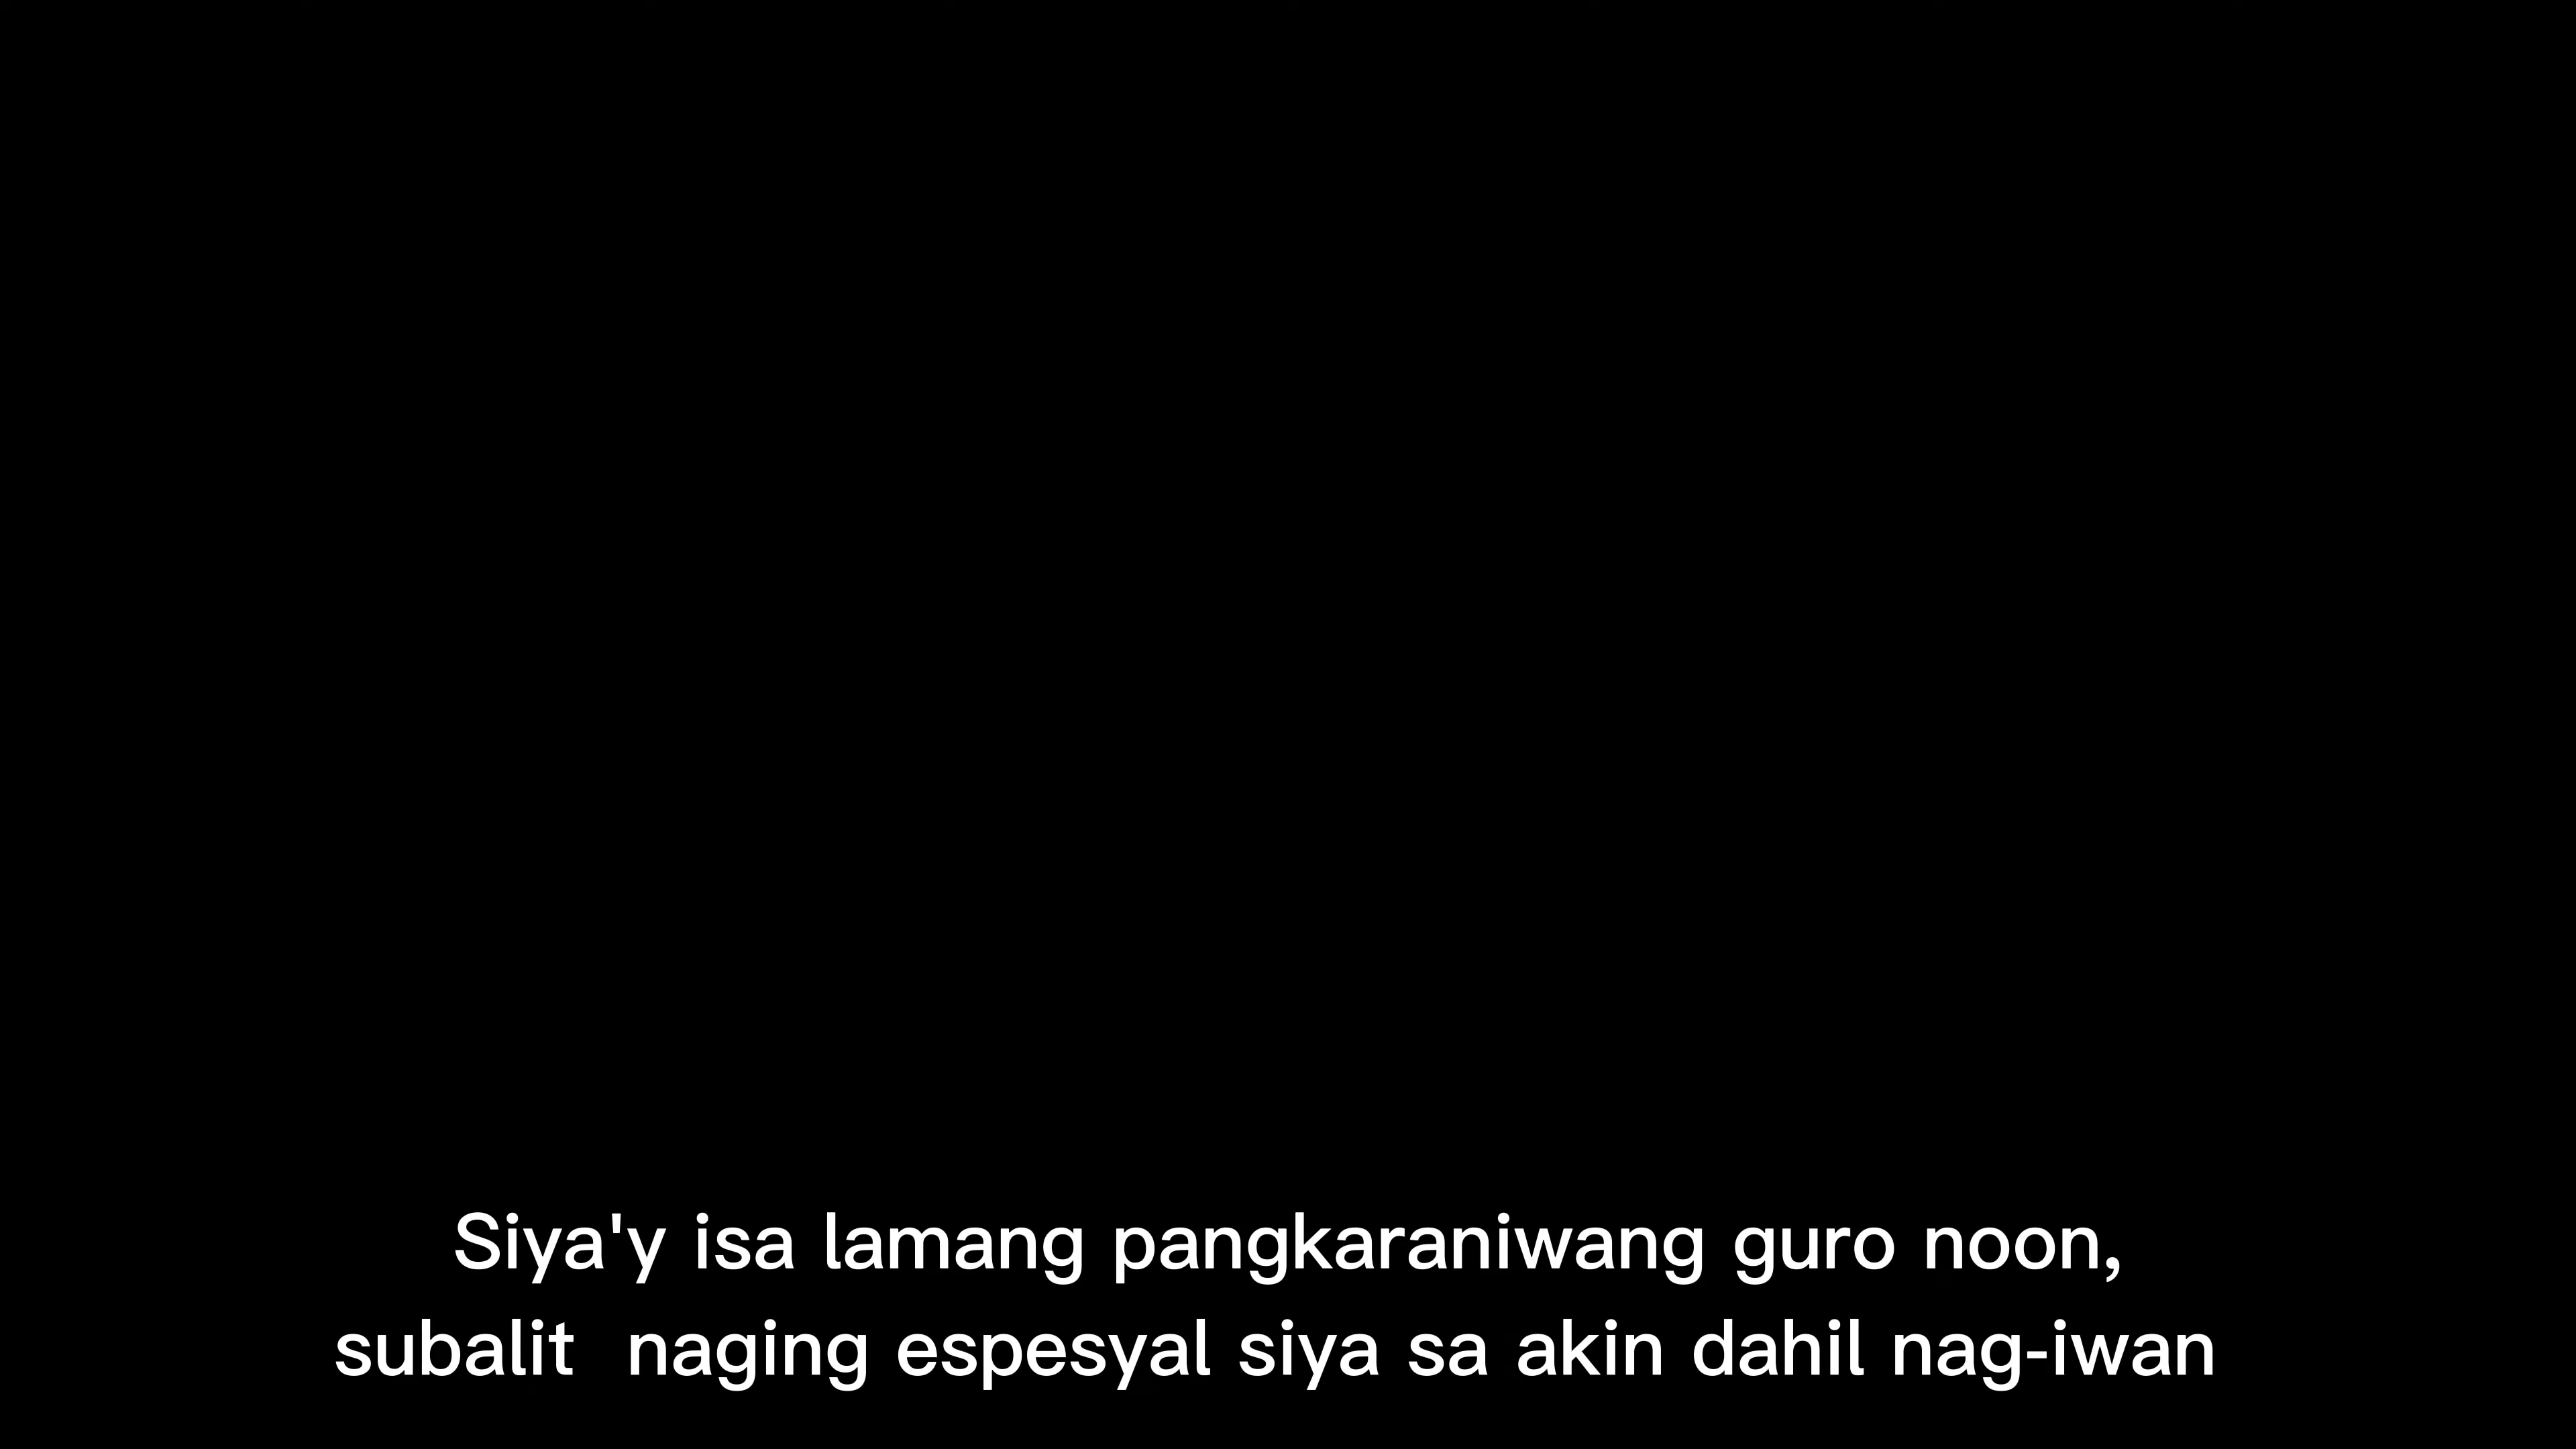 Siya'y isa lamang pangkaraniwang guro noon,
subalit  naging espesyal siya sa akin dahil nag-iwan